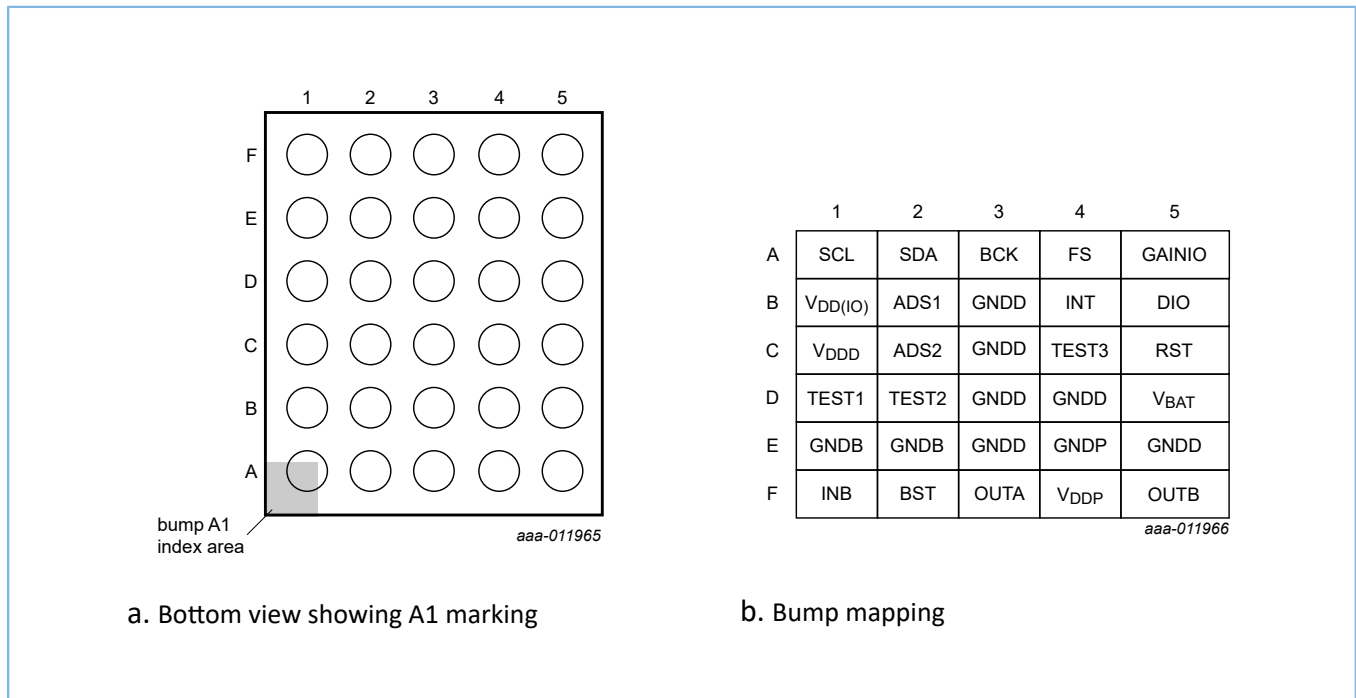 1 2 3 4 5
F
E
D
C
B
A
bump A1
index area
aaa-011965
a. Bottom view showing A1 marking
1 2 3 4 5
A SCL SDA BCK FS GAINIO
B VDD(IO) ADS1 GNDD INT DIO
C VDDD ADS2 GNDD TEST3 RST
D TEST1 TEST2 GNDD GNDD VBAT
E GNDB GNDB GNDD GNDP GNDD
F INB BST OUTA VDDP OUTB
aaa-011966
b. Bump mapping